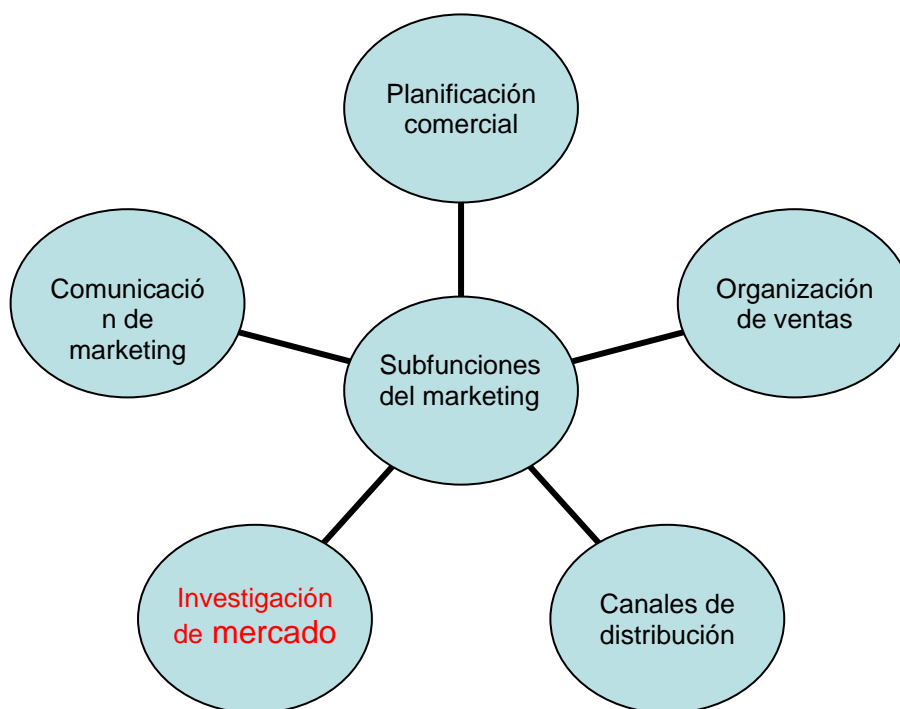 Planificación
comercial
Comunicació
n de
marketing
Organización
de ventas
Subfunciones
del marketing
Investigación
de mercado
Canales de
distribución